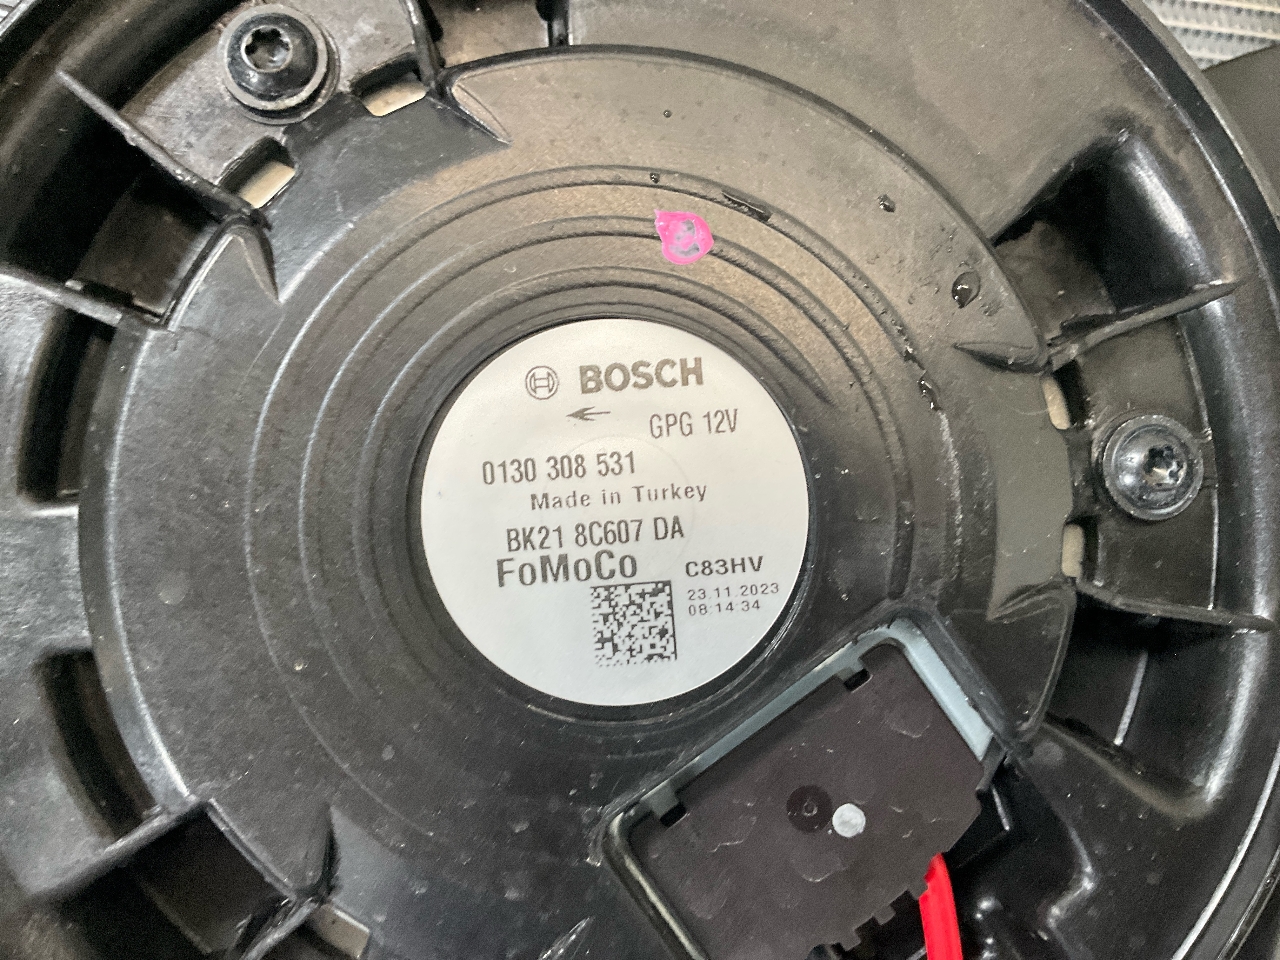 BOSCH
GPG 12V
0130 308 531
Made in Turkey
BK21 8C607 DA
FoMoCo C83HV
23.11.2023
08:14:34